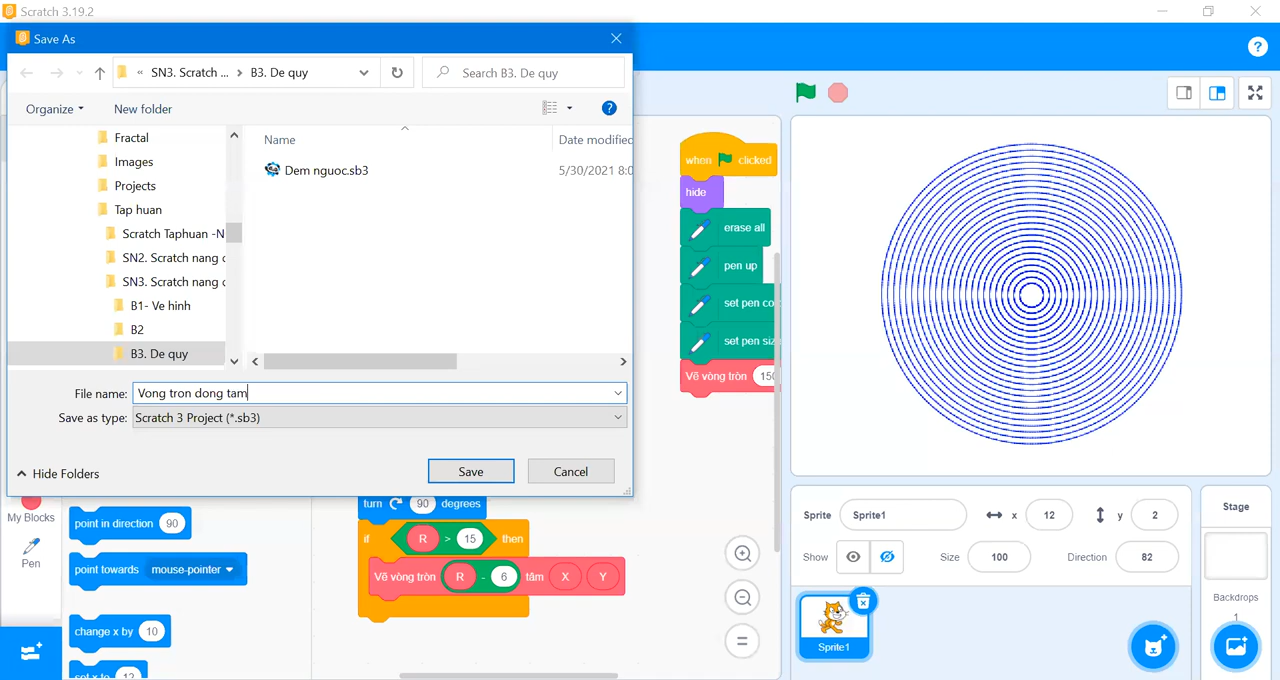 Scratch 3.19.2
Save As
« SN3. Scratch ... > B3. De quy
Search B3. De quy
Organize
New folder
Fractal
Images
Projects
Tap huan
Scratch Taphuan -N
SN2. Scratch nang c
SN3. Scratch nang c
B1- Ve hinh
B2
B3. De quy
Name
Date modified
Dem nguoc.sb3
5/30/2021 8:0
File name:
Vong tron dong tam
Save as type:
Scratch 3 Project (*.sb3)
Hide Folders
Save
Cancel
when clicked
hide
erase all
pen up
set pen co
set pen siz
Vẽ vòng tròn 150
My Blocks
Pen
point in direction 90
point towards mouse-pointer
change x by 10
set x to 12
turn 90 degrees
if R > 15 then
Vẽ vòng tròn R - 6 tâm X Y
Sprite
Sprite1
x
12
y
2
Show
Size
100
Direction
82
Sprite1
Stage
Backdrops
1